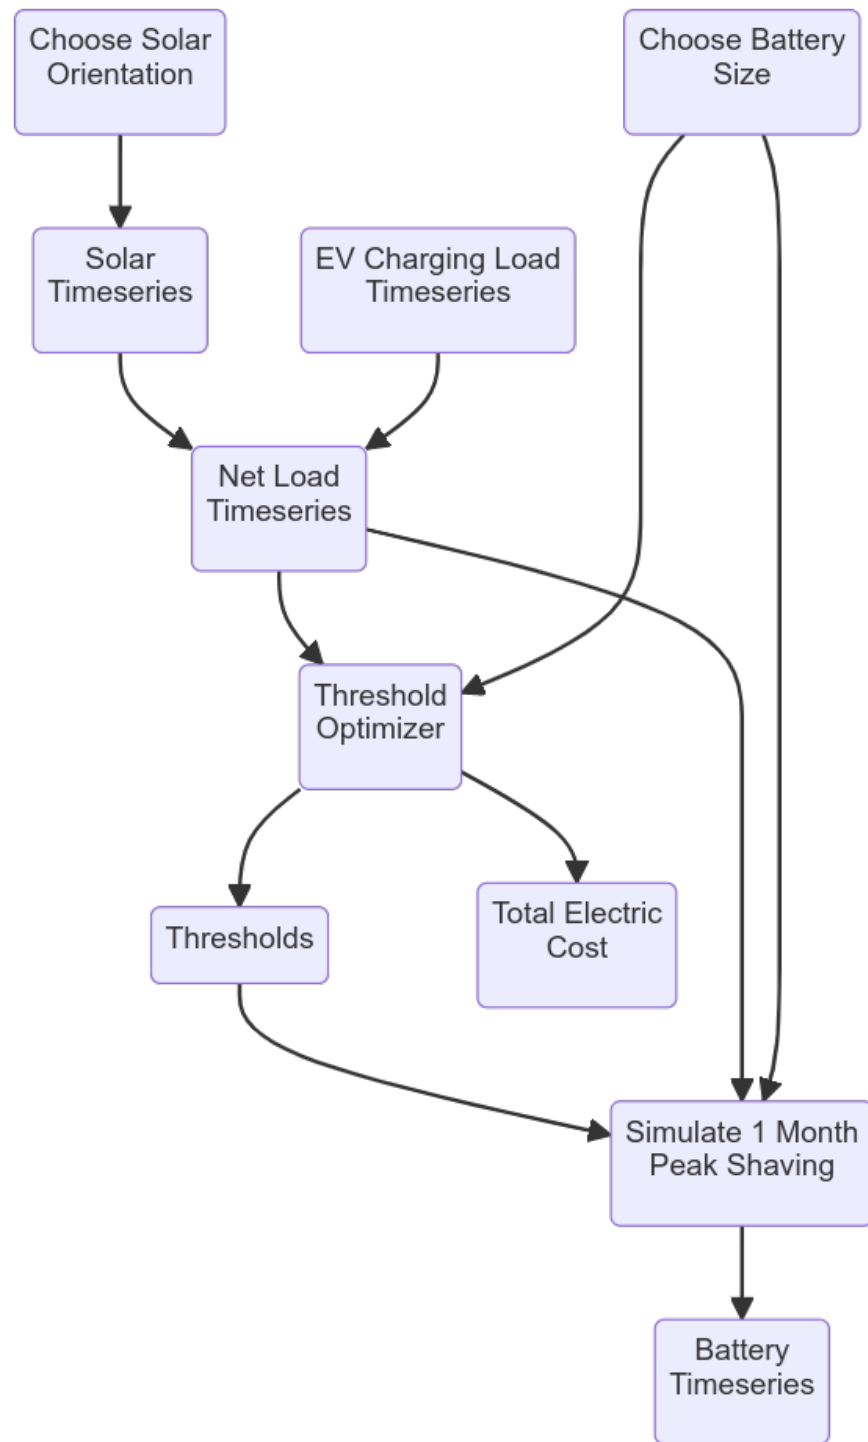 Choose Solar
Orientation
Choose Battery
Size
Solar
Timeseries
EV Charging Load
Timeseries
Net Load
Timeseries
Threshold
Optimizer
Thresholds
Total Electric
Cost
Simulate 1 Month
Peak Shaving
Battery
Timeseries